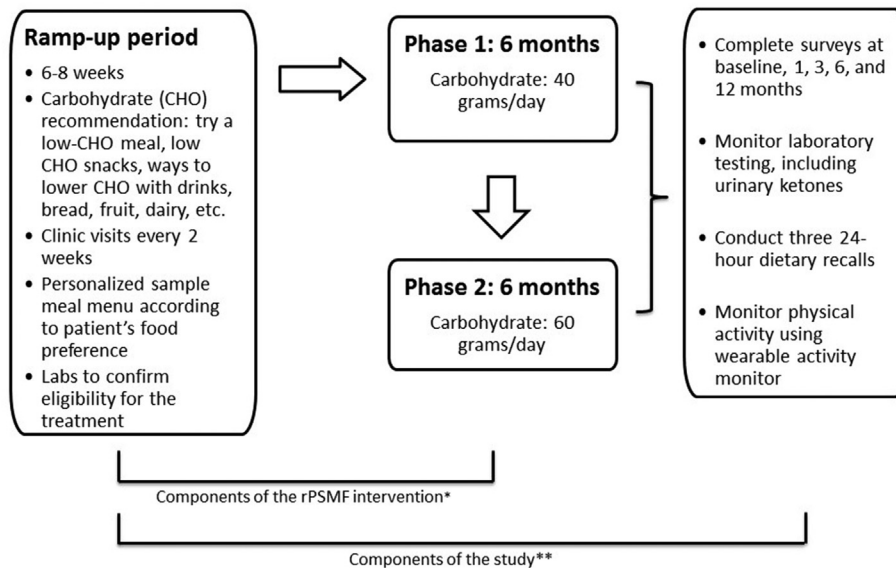 Ramp-up period
• 6-8 weeks
• Carbohydrate (CHO)
recommendation: try a
low-CHO meal, low
CHO snacks, ways to
lower CHO with drinks,
bread, fruit, dairy, etc.
• Clinic visits every 2
weeks
• Personalized sample
meal menu according
to patient's food
preference
• Labs to confirm
eligibility for the
treatment
Phase 1: 6 months
Carbohydrate: 40
grams/day
Phase 2: 6 months
Carbohydrate: 60
grams/day
• Complete surveys at
baseline, 1, 3, 6, and
12 months
• Monitor laboratory
testing, including
urinary ketones
• Conduct three 24-
hour dietary recalls
• Monitor physical
activity using
wearable activity
monitor
Components of the rPSMF intervention*
Components of the study**